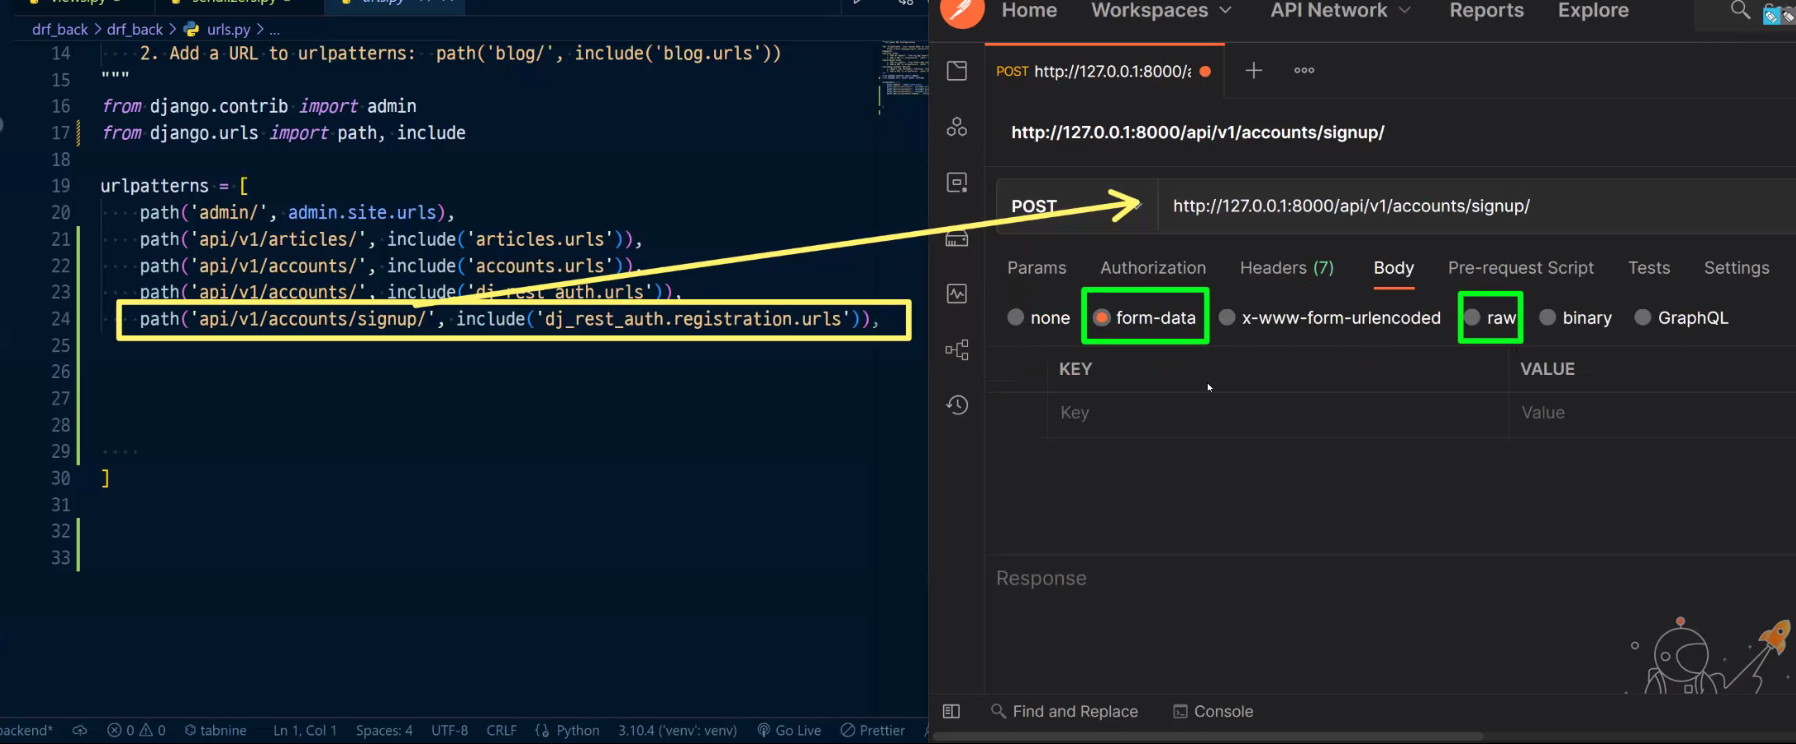 drf_back > drf_back > urls.py > ...
14 2. Add a URL to urlpatterns: path('blog/', include('blog.urls'))
15 """
16 from django.contrib import admin
17 from django.urls import path, include
18
19 urlpatterns = [
20 path('admin/', admin.site.urls),
21 path('api/v1/articles/', include('articles.urls')),
22 path('api/v1/accounts/', include('accounts.urls')),
23 path('api/v1/accounts/', include('dj_rest_auth.urls')),
24 path('api/v1/accounts/signup/', include('dj_rest_auth.registration.urls')),
25
26
27
28
29
30 ]
31
32
33
backend* 0 0 tabnine Ln 1, Col 1 Spaces: 4 UTF-8 CRLF Python 3.10.4 ('venv': venv) Go Live Prettier
Home Workspaces API Network Reports Explore
POST http://127.0.0.1:8000/a
http://127.0.0.1:8000/api/v1/accounts/signup/
POST http://127.0.0.1:8000/api/v1/accounts/signup/
Params Authorization Headers (7) Body Pre-request Script Tests Settings
none form-data x-www-form-urlencoded raw binary GraphQL
KEY VALUE
Key Value
Response
Find and Replace Console